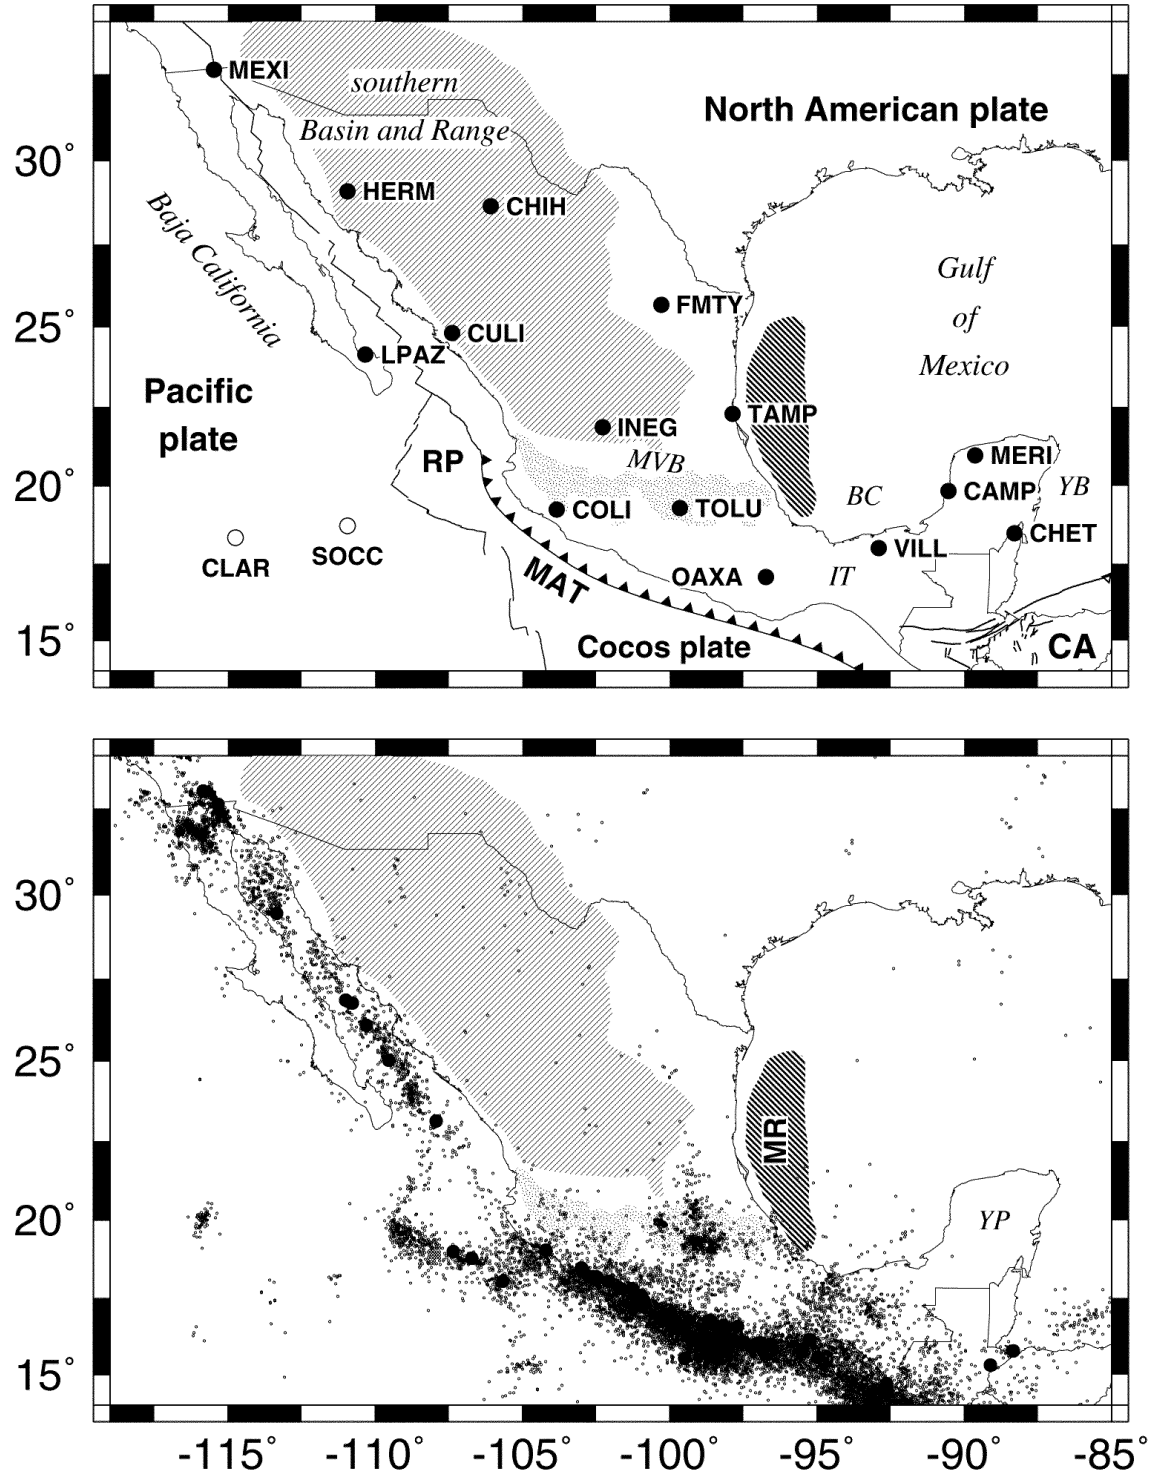 MEXI
southern
North American plate
Basin and Range
30°
HERM
CHIH
Baja California
Gulf
of
Mexico
FMTY
25°
CULI
LPAZ
Pacific
plate
TAMP
INEG
RP
MVB
MERI
20°
BC
CAMP
YB
COLI
TOLU
CHET
CLAR
SOCC
VILL
MAT
OAXA
IT
15°
Cocos plate
CA
30°
25°
MR
20°
YP
15°
-115°
-110°
-105°
-100°
-95°
-90°
-85°